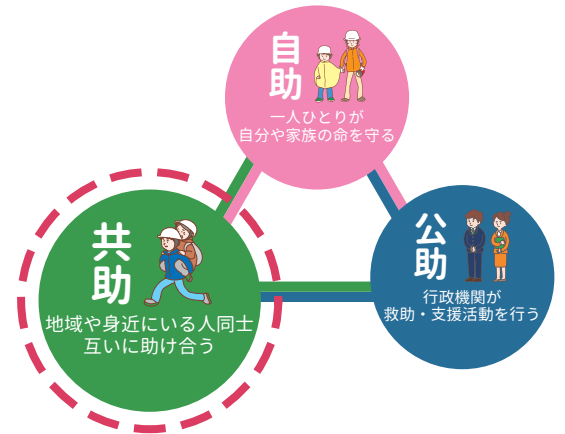 自助
一人ひとりが
自分や家族の命を守る
共助
地域や身近にいる人同士
互いに助け合う
公助
行政機関が
救助・支援活動を行う